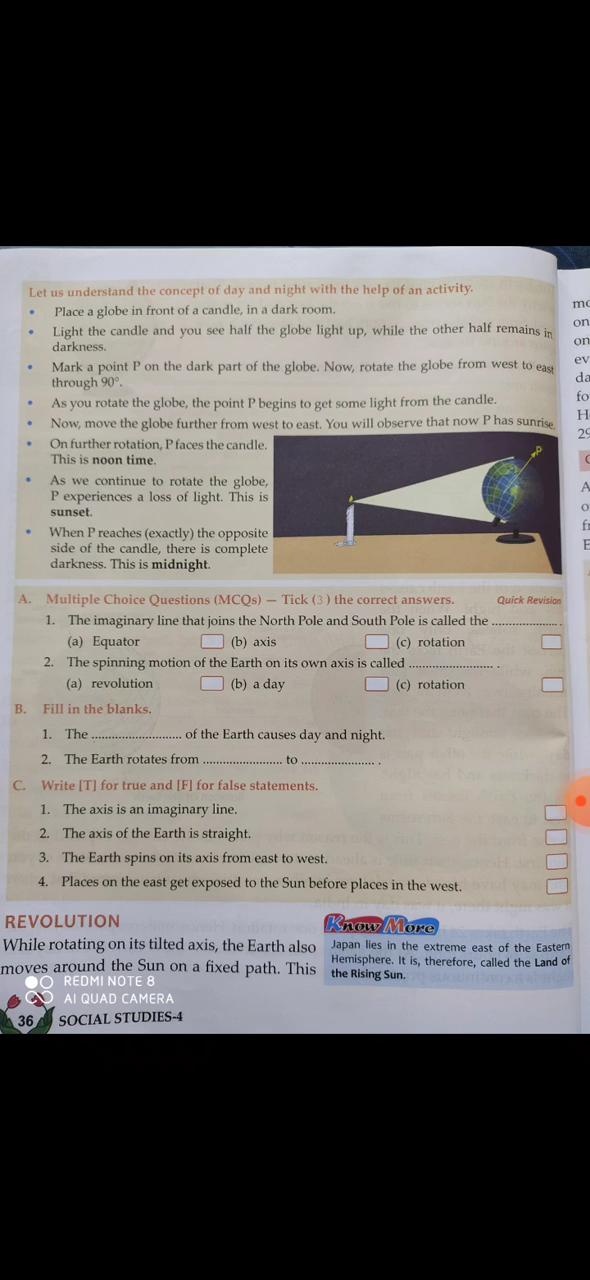 Let us understand the concept of day and night with the help of an activity.
• Place a globe in front of a candle, in a dark room.
• Light the candle and you see half the globe light up, while the other half remains in
darkness.
• Mark a point P on the dark part of the globe. Now, rotate the globe from west to east
through 90°.
• As you rotate the globe, the point P begins to get some light from the candle.
• Now, move the globe further from west to east. You will observe that now P has sunrise.
• On further rotation, P faces the candle.
This is noon time.
• As we continue to rotate the globe,
P experiences a loss of light. This is
sunset.
• When P reaches (exactly) the opposite
side of the candle, there is complete
darkness. This is midnight.
P
A. Multiple Choice Questions (MCQs) — Tick (3) the correct answers. Quick Revision
1. The imaginary line that joins the North Pole and South Pole is called the .................... .
(a) Equator (b) axis (c) rotation
2. The spinning motion of the Earth on its own axis is called ......................... .
(a) revolution (b) a day (c) rotation
B. Fill in the blanks.
1. The ........................... of the Earth causes day and night.
2. The Earth rotates from ........................ to ...................... .
C. Write [T] for true and [F] for false statements.
1. The axis is an imaginary line.
2. The axis of the Earth is straight.
3. The Earth spins on its axis from east to west.
4. Places on the east get exposed to the Sun before places in the west.
REVOLUTION
While rotating on its tilted axis, the Earth also
moves around the Sun on a fixed path. This
Know More
Japan lies in the extreme east of the Eastern
Hemisphere. It is, therefore, called the Land of
the Rising Sun.
REDMI NOTE 8
AI QUAD CAMERA
36 SOCIAL STUDIES-4
on
on
ev
da
fo
29
A